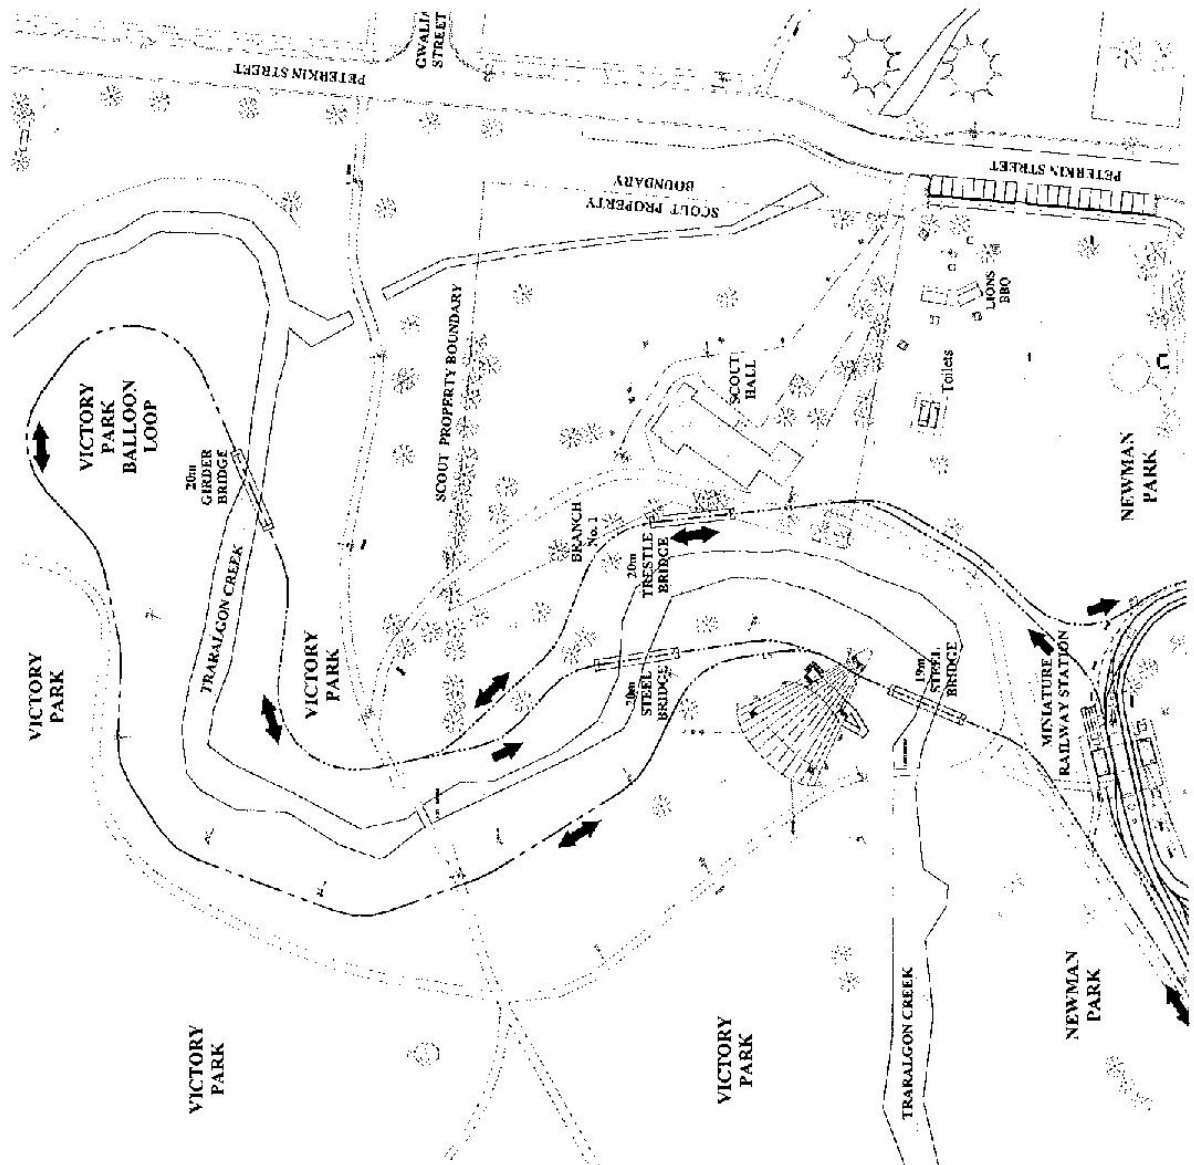 GWALIA
STREET
PETERKIN STREET
PETERKIN STREET
SCOUT PROPERTY
BOUNDARY
SCOUT PROPERTY BOUNDARY
LIONS
BBQ
Toilets
SCOUT
HALL
VICTORY
PARK
BALLOON
LOOP
20m
GIRDER
BRIDGE
NEWMAN
PARK
BRANCH
No. 1
20m
TRESTLE
BRIDGE
TRARALGON CREEK
VICTORY
PARK
VICTORY
PARK
20m
STEEL
BRIDGE
19m
STEEL
BRIDGE
MINIATURE
RAILWAY STATION
NEWMAN
PARK
TRARALGON CREEK
VICTORY
PARK
VICTORY
PARK